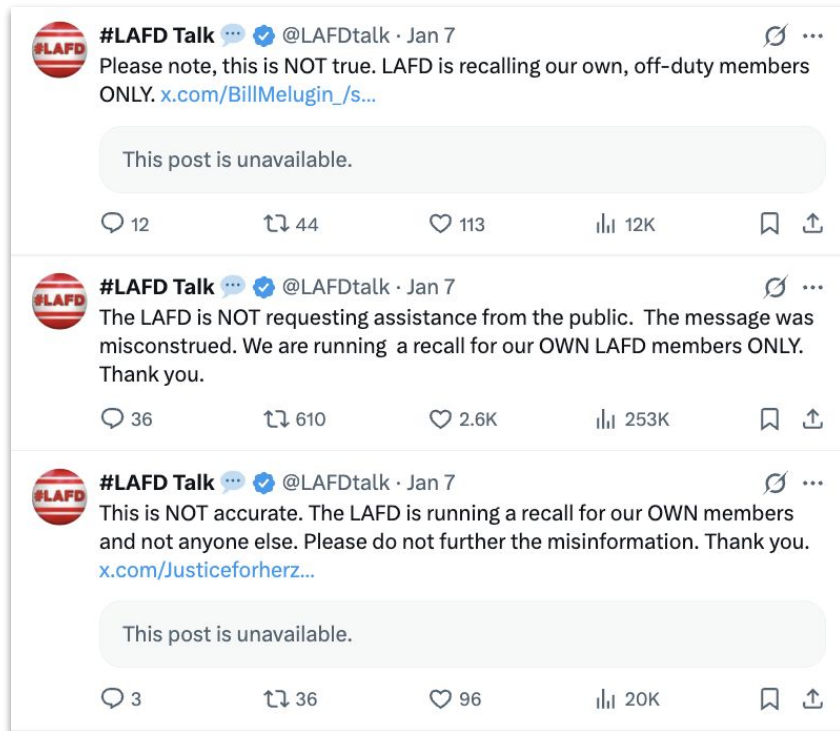 #LAFD
#LAFD Talk 💬 @LAFDtalk · Jan 7
Please note, this is NOT true. LAFD is recalling our own, off-duty members
ONLY. x.com/BillMelugin_/s...
This post is unavailable.
12 44 113 12K
#LAFD
#LAFD Talk 💬 @LAFDtalk · Jan 7
The LAFD is NOT requesting assistance from the public.  The message was
misconstrued. We are running  a recall for our OWN LAFD members ONLY.
Thank you.
36 610 2.6K 253K
#LAFD
#LAFD Talk 💬 @LAFDtalk · Jan 7
This is NOT accurate. The LAFD is running a recall for our OWN members
and not anyone else. Please do not further the misinformation. Thank you.
x.com/Justiceforherz...
This post is unavailable.
3 36 96 20K